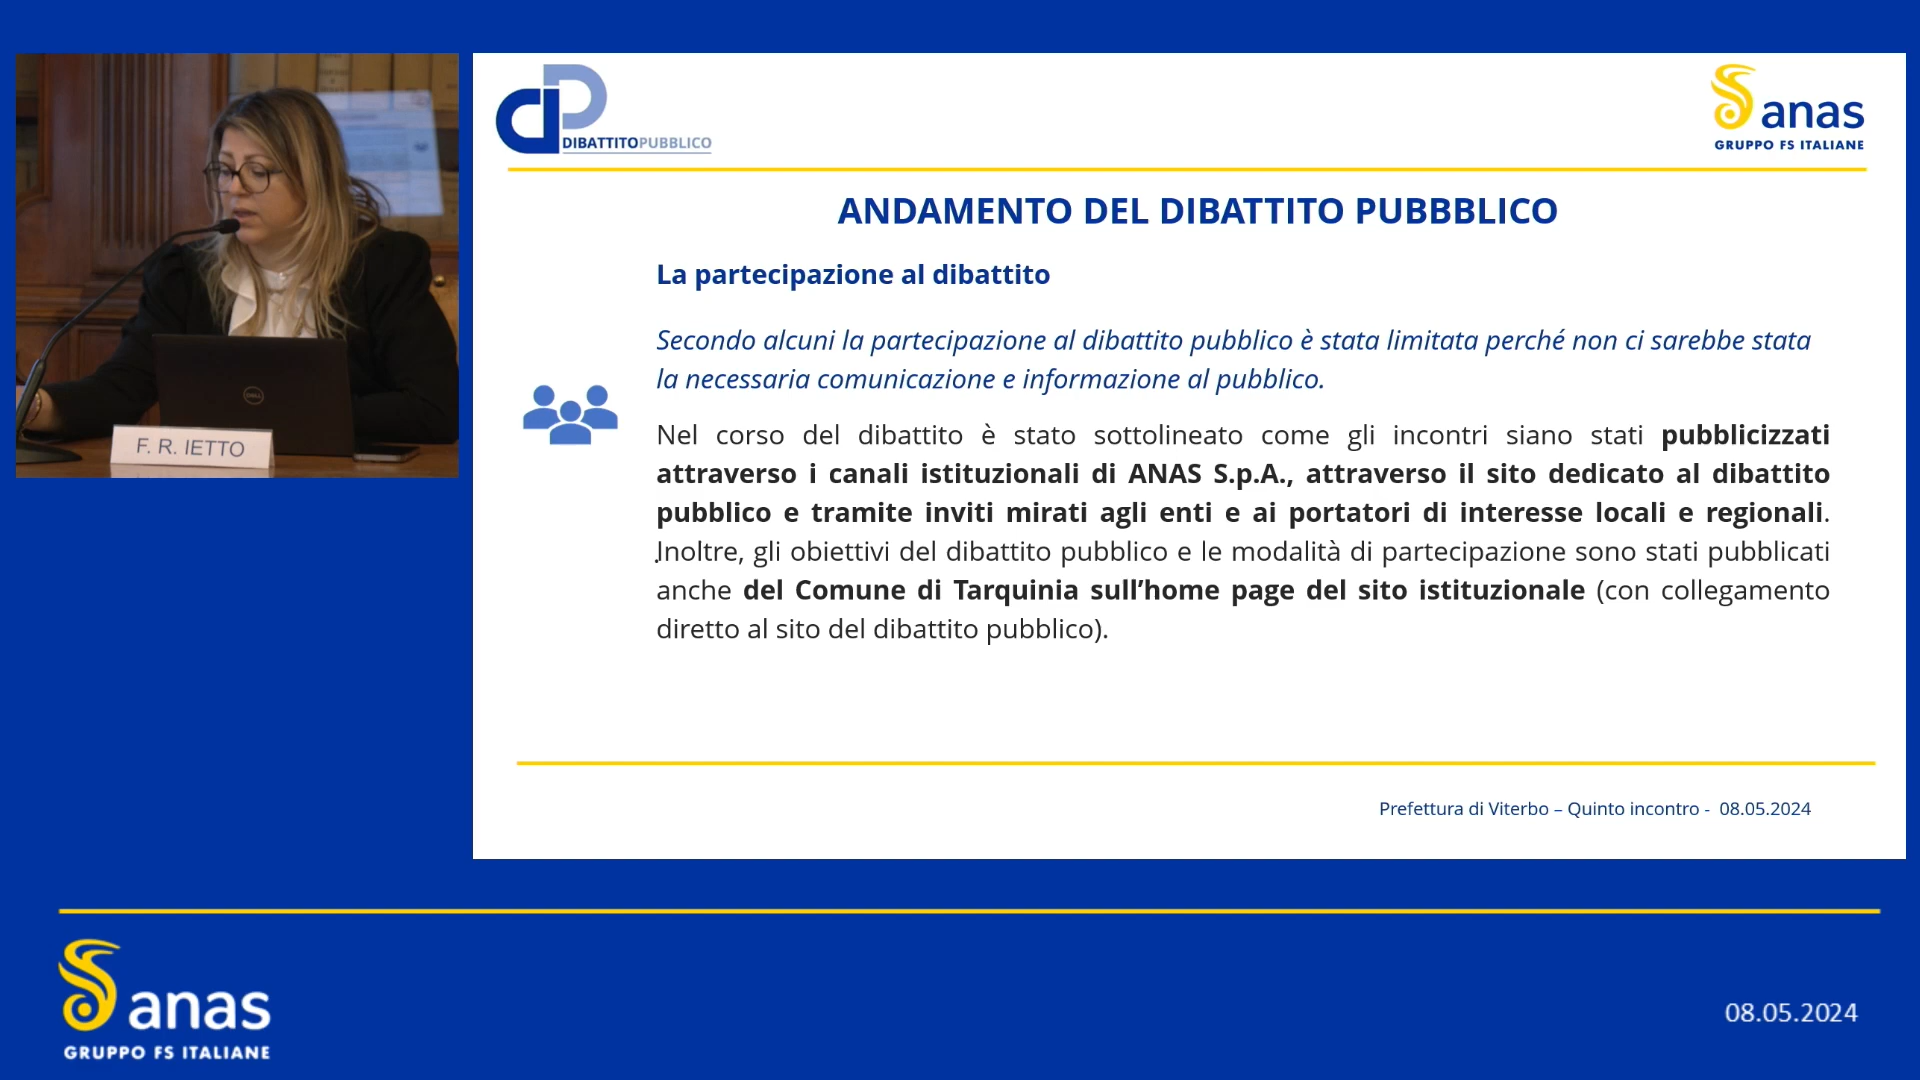 DIBATTITOPUBBLICO
anas
GRUPPO FS ITALIANE
ANDAMENTO DEL DIBATTITO PUBBBLICO
La partecipazione al dibattito
Secondo alcuni la partecipazione al dibattito pubblico è stata limitata perché non ci sarebbe stata
la necessaria comunicazione e informazione al pubblico.
Nel corso del dibattito è stato sottolineato come gli incontri siano stati pubblicizzati
attraverso i canali istituzionali di ANAS S.p.A., attraverso il sito dedicato al dibattito
pubblico e tramite inviti mirati agli enti e ai portatori di interesse locali e regionali.
Inoltre, gli obiettivi del dibattito pubblico e le modalità di partecipazione sono stati pubblicati
anche del Comune di Tarquinia sull’home page del sito istituzionale (con collegamento
diretto al sito del dibattito pubblico).
Prefettura di Viterbo – Quinto incontro - 08.05.2024
F. R. IETTO
DELL
anas
GRUPPO FS ITALIANE
08.05.2024